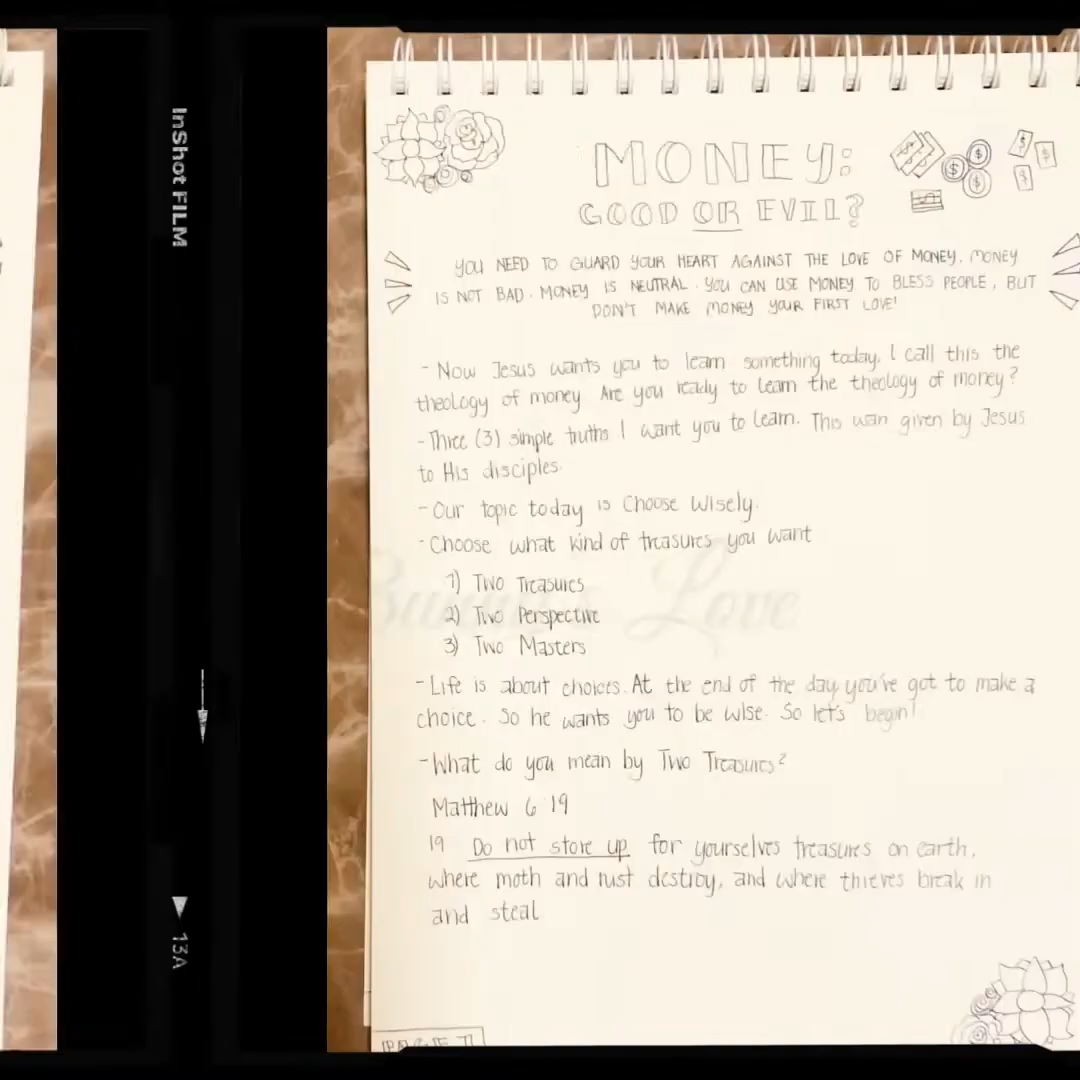 InShot FILM
13A
MONEY:
GOOD OR EVIL?
YOU NEED TO GUARD YOUR HEART AGAINST THE LOVE OF MONEY. MONEY
IS NOT BAD. MONEY IS NEUTRAL. YOU CAN USE MONEY TO BLESS PEOPLE, BUT
DON'T MAKE MONEY YOUR FIRST LOVE!
- Now Jesus wants you to learn something today. I call this the
theology of money Are you ready to learn the theology of money?
- Three (3) simple truths I want you to learn. This was given by Jesus
to His disciples.
- Our topic today is Choose Wisely.
- Choose what kind of treasures you want
1) Two Treasures
2) Two Perspective
3) Two Masters
- Life is about choices. At the end of the day you've got to make a
choice. So he wants you to be wise. So let's begin!
- What do you mean by Two Treasures?
Matthew 6 19
19 Do not store up for yourselves treasures on earth,
where moth and rust destroy, and where thieves break in
and steal
Love
PAGE